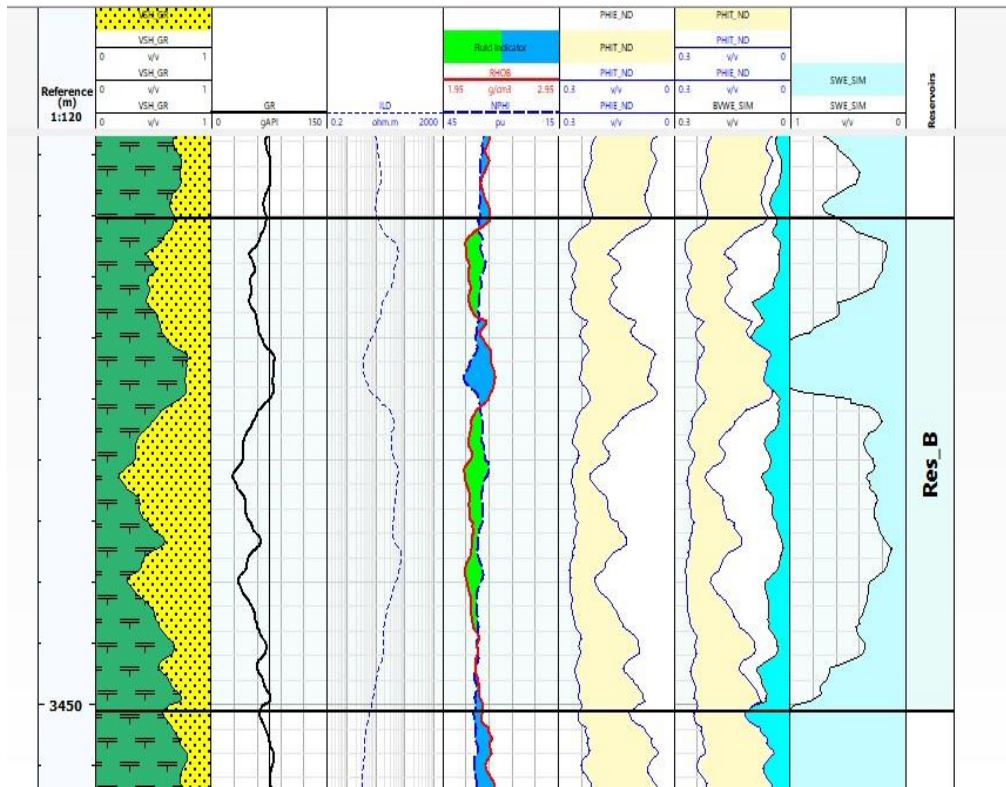 VSH_GR
VSH_GR
0 v/v 1
VSH_GR
0 v/v 1
VSH_GR
0 v/v 1
Reference
(m)
1:120
GR
0 gAPI 150
ILD
0.2 ohm.m 2000
Fluid Indicator
RHOB
1.95 g/cm3 2.95
NPHI
45 pu -15
PHIE_ND
PHIT_ND
PHIT_ND
0.3 v/v 0
PHIE_ND
0.3 v/v 0
PHIT_ND
PHIT_ND
0.3 v/v 0
PHIE_ND
0.3 v/v 0
BVWE_SIM
0.3 v/v 0
SWE_SIM
SWE_SIM
1 v/v 0
Reservoirs
Res_B
3450